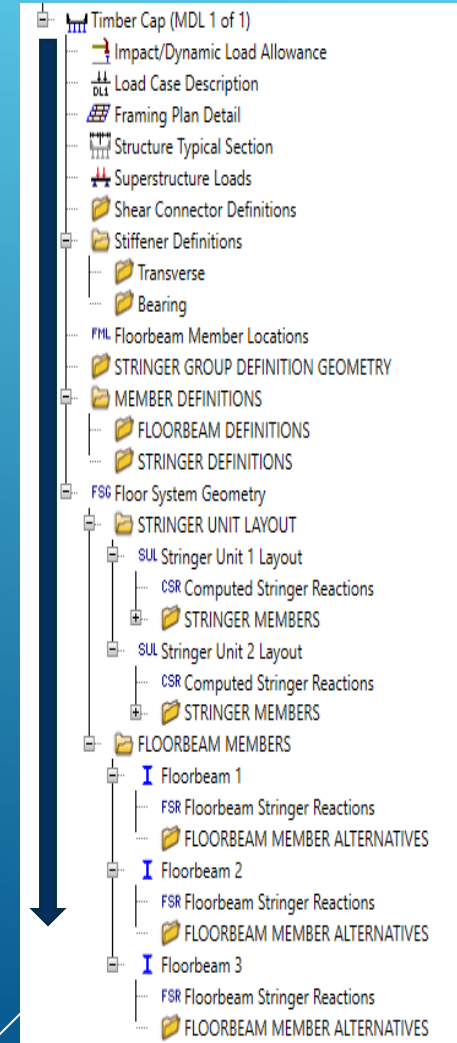 Timber Cap (MDL 1 of 1)
Impact/Dynamic Load Allowance
DL1 Load Case Description
Framing Plan Detail
Structure Typical Section
Superstructure Loads
Shear Connector Definitions
Stiffener Definitions
Transverse
Bearing
FML Floorbeam Member Locations
STRINGER GROUP DEFINITION GEOMETRY
MEMBER DEFINITIONS
FLOORBEAM DEFINITIONS
STRINGER DEFINITIONS
FSG Floor System Geometry
STRINGER UNIT LAYOUT
SUL Stringer Unit 1 Layout
CSR Computed Stringer Reactions
STRINGER MEMBERS
SUL Stringer Unit 2 Layout
CSR Computed Stringer Reactions
STRINGER MEMBERS
FLOORBEAM MEMBERS
Floorbeam 1
FSR Floorbeam Stringer Reactions
FLOORBEAM MEMBER ALTERNATIVES
Floorbeam 2
FSR Floorbeam Stringer Reactions
FLOORBEAM MEMBER ALTERNATIVES
Floorbeam 3
FSR Floorbeam Stringer Reactions
FLOORBEAM MEMBER ALTERNATIVES